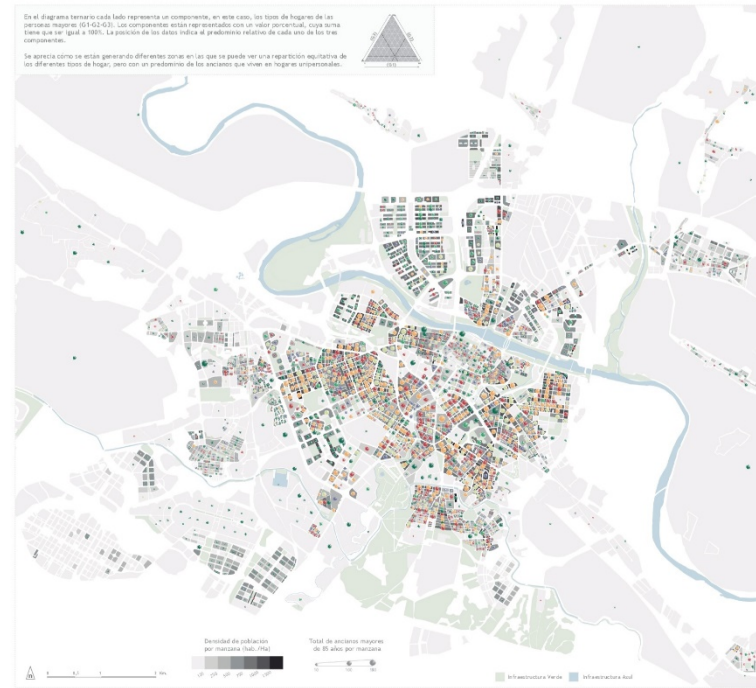 En el diagrama ternario cada lado representa un componente, en este caso, los tipos de hogares de las
personas mayores (G1-G2-G3). Los componentes están representados con un valor porcentual, cuya suma
tiene que ser igual a 100%. La posición de los datos indica el predominio relativo de cada uno de los tres
componentes.
Se aprecia cómo se están generando diferentes zonas en las que se puede ver una repartición equitativa de
los diferentes tipos de hogar, pero con un predominio de los ancianos que viven en hogares unipersonales.
Densidad de población
por manzana (hab./Ha)
Total de ancianos mayores
de 85 años por manzana
Infraestructura Verde
Infraestructura Azul